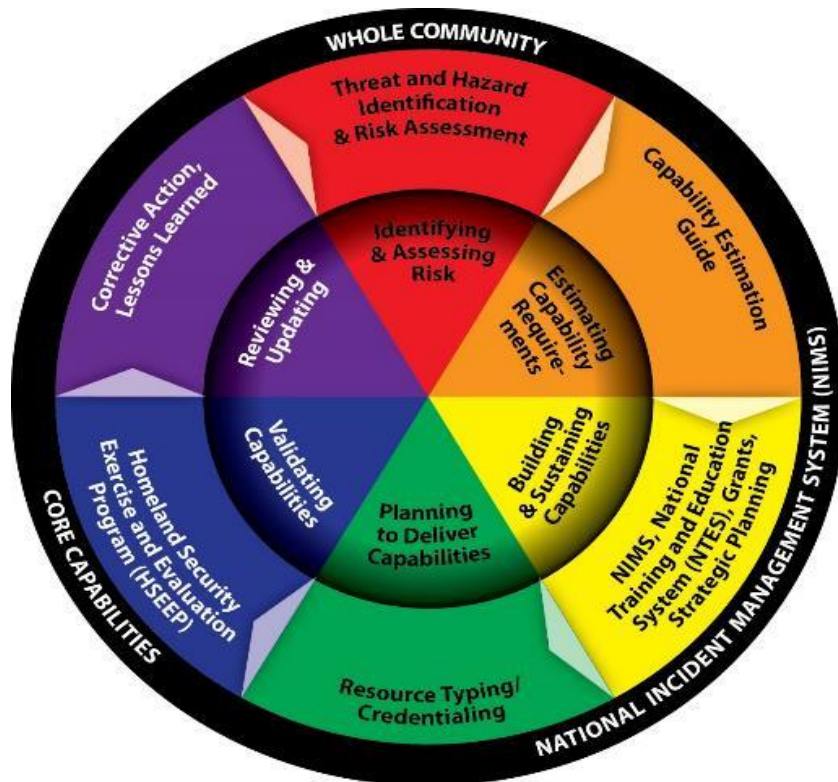 WHOLE COMMUNITY
Threat and Hazard
Identification
& Risk Assessment
Identifying
& Assessing
Risk
Capability Estimation
Guide
Estimating
Capability
Require-
ments
NATIONAL INCIDENT MANAGEMENT SYSTEM (NIMS)
NIMS, National
Training and Education
System (NTES), Grants,
Strategic Planning
Building
& Sustaining
Capabilities
Planning
to Deliver
Capabilities
Resource Typing/
Credentialing
CORE CAPABILITIES
Homeland Security
Exercise and Evaluation
Program (HSEEP)
Validating
Capabilities
Corrective Action,
Lessons Learned
Reviewing &
Updating